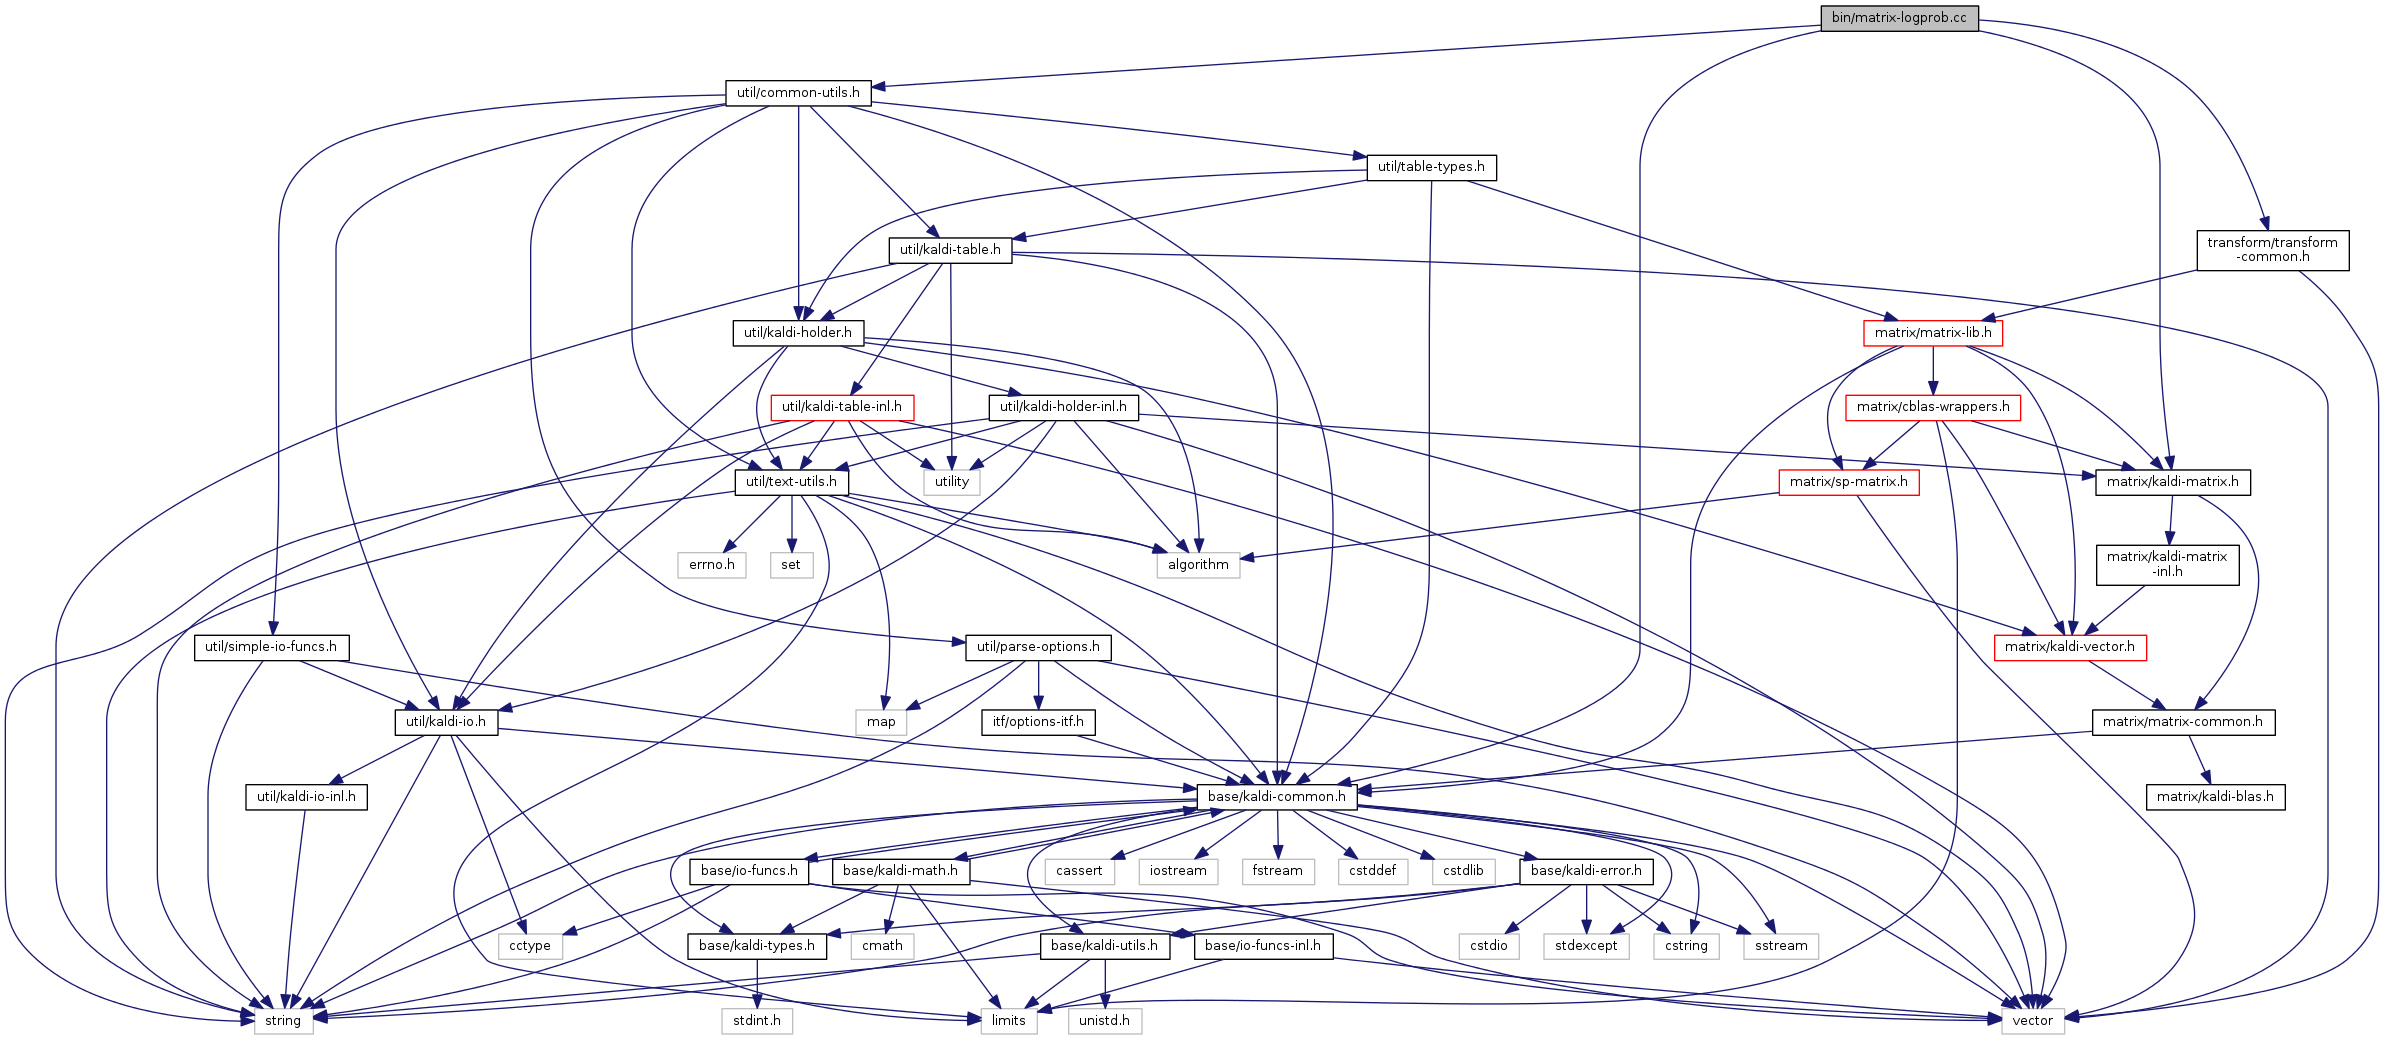 bin/matrix-logprob.cc
util/common-utils.h
util/table-types.h
util/kaldi-table.h
transform/transform
-common.h
util/kaldi-holder.h
matrix/matrix-lib.h
util/kaldi-table-inl.h
util/kaldi-holder-inl.h
matrix/cblas-wrappers.h
util/text-utils.h
utility
matrix/sp-matrix.h
matrix/kaldi-matrix.h
errno.h
set
algorithm
matrix/kaldi-matrix
-inl.h
util/simple-io-funcs.h
util/parse-options.h
matrix/kaldi-vector.h
util/kaldi-io.h
map
itf/options-itf.h
matrix/matrix-common.h
util/kaldi-io-inl.h
base/kaldi-common.h
matrix/kaldi-blas.h
base/io-funcs.h
base/kaldi-math.h
cassert
iostream
fstream
cstddef
cstdlib
base/kaldi-error.h
cctype
base/kaldi-types.h
cmath
base/kaldi-utils.h
base/io-funcs-inl.h
cstdio
stdexcept
cstring
sstream
string
stdint.h
limits
unistd.h
vector